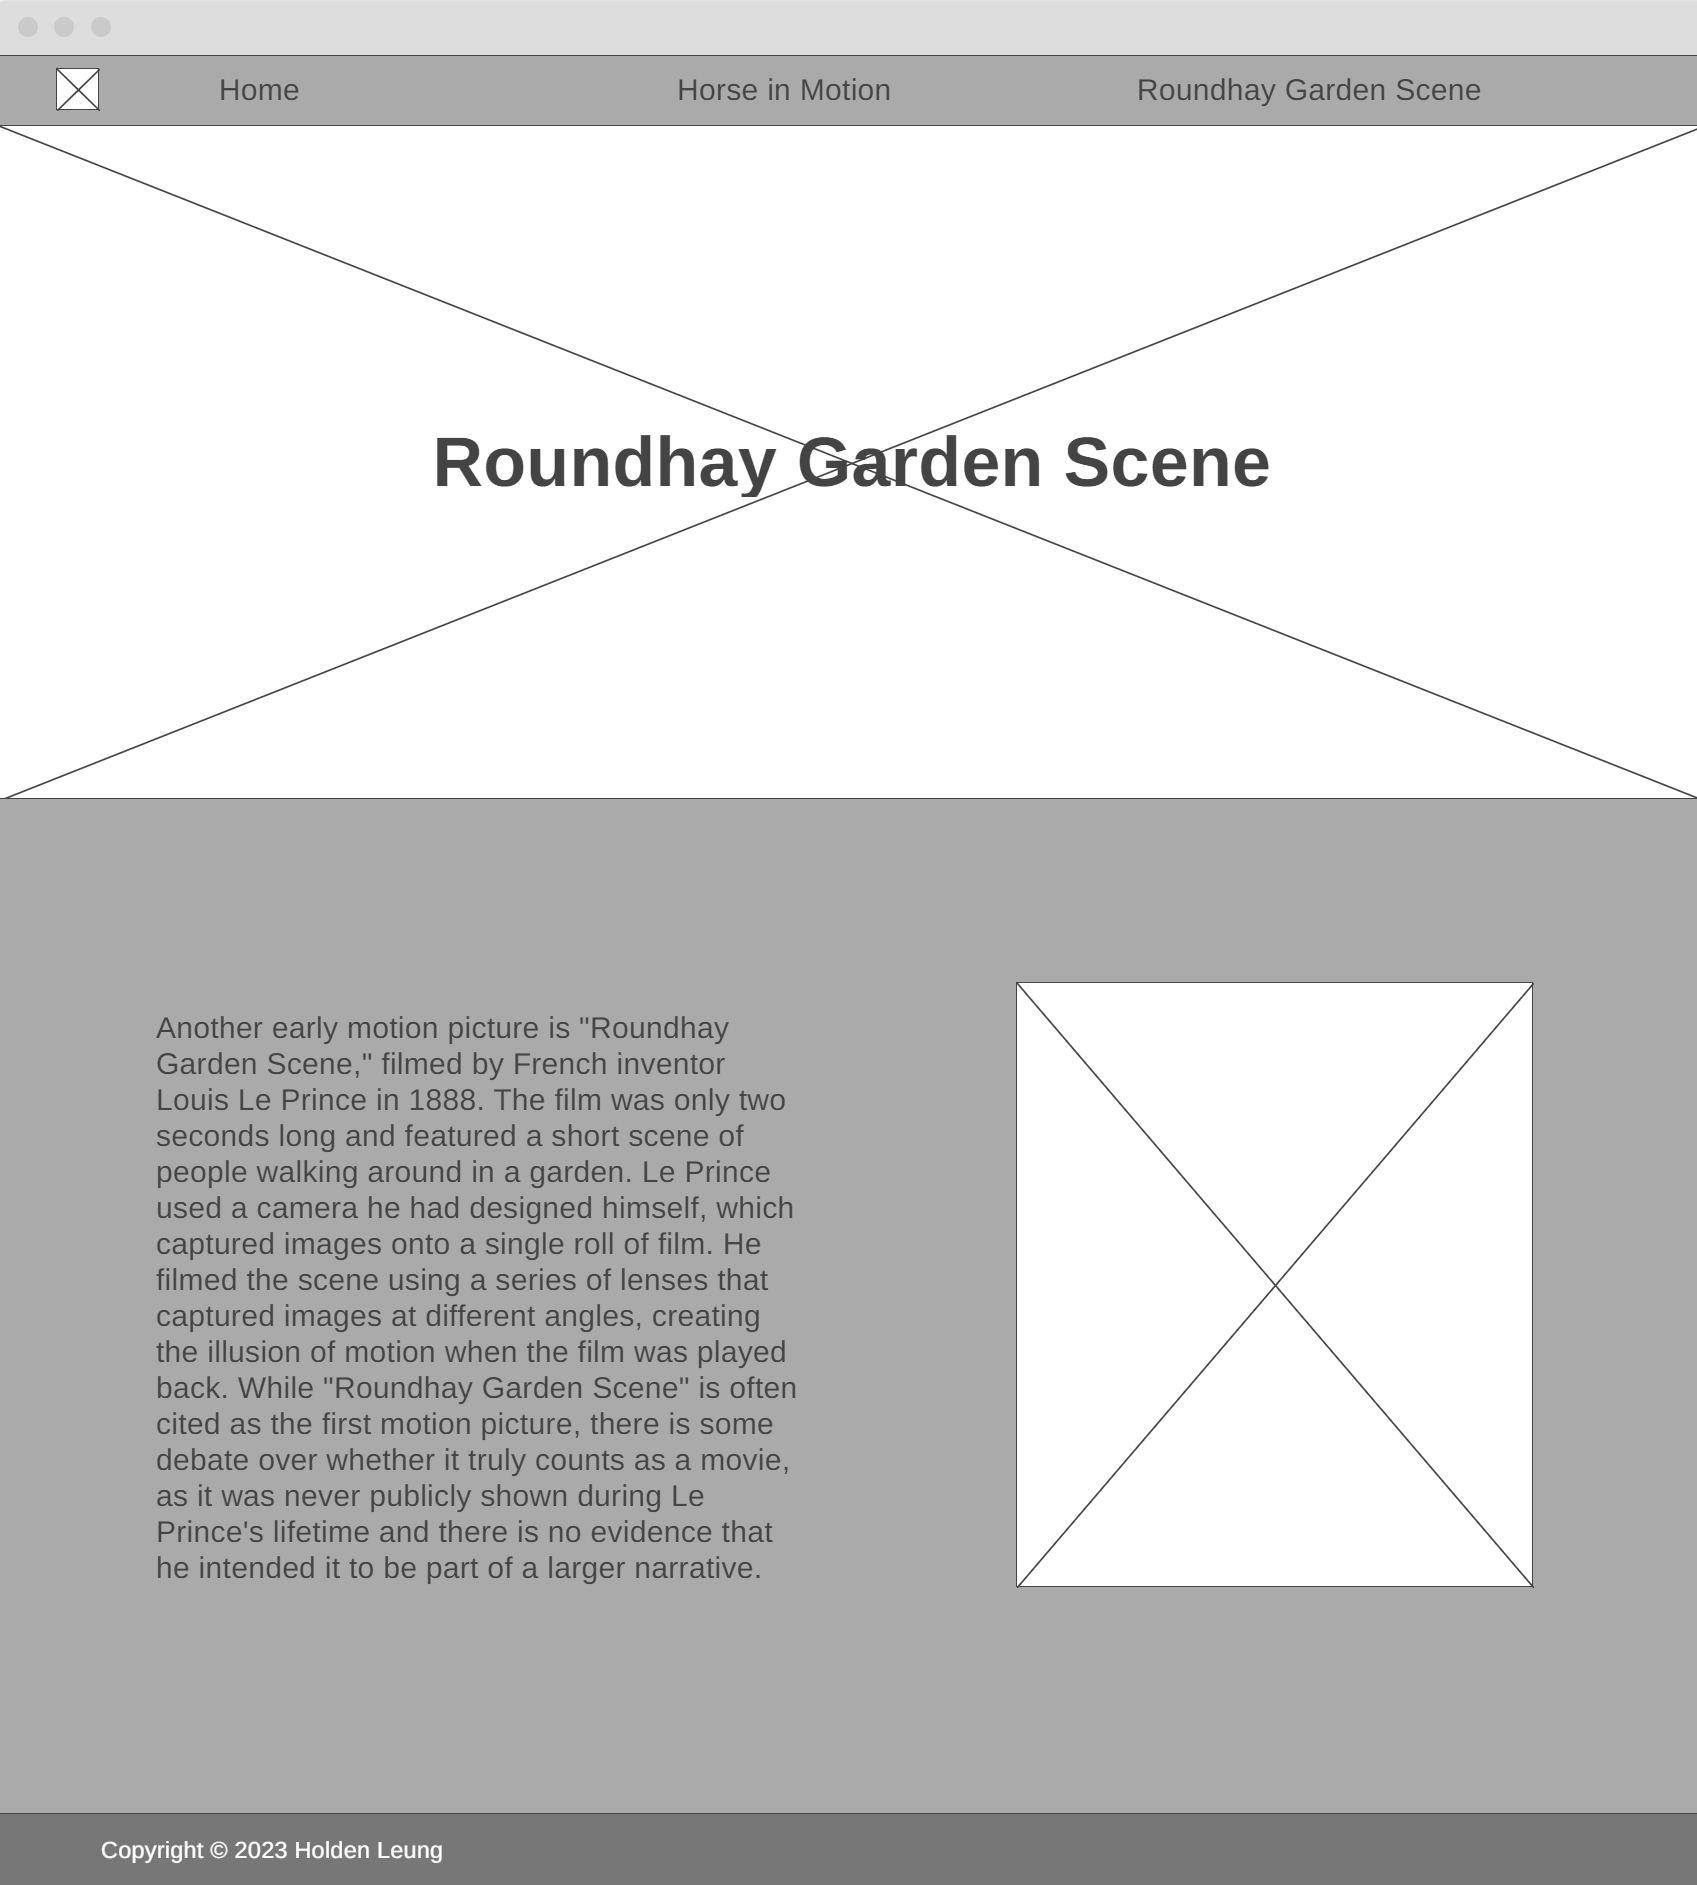 Home
Horse in Motion
Roundhay Garden Scene
Roundhay Garden Scene
Another early motion picture is "Roundhay
Garden Scene," filmed by French inventor
Louis Le Prince in 1888. The film was only two
seconds long and featured a short scene of
people walking around in a garden. Le Prince
used a camera he had designed himself, which
captured images onto a single roll of film. He
filmed the scene using a series of lenses that
captured images at different angles, creating
the illusion of motion when the film was played
back. While "Roundhay Garden Scene" is often
cited as the first motion picture, there is some
debate over whether it truly counts as a movie,
as it was never publicly shown during Le
Prince's lifetime and there is no evidence that
he intended it to be part of a larger narrative.
Copyright © 2023 Holden Leung